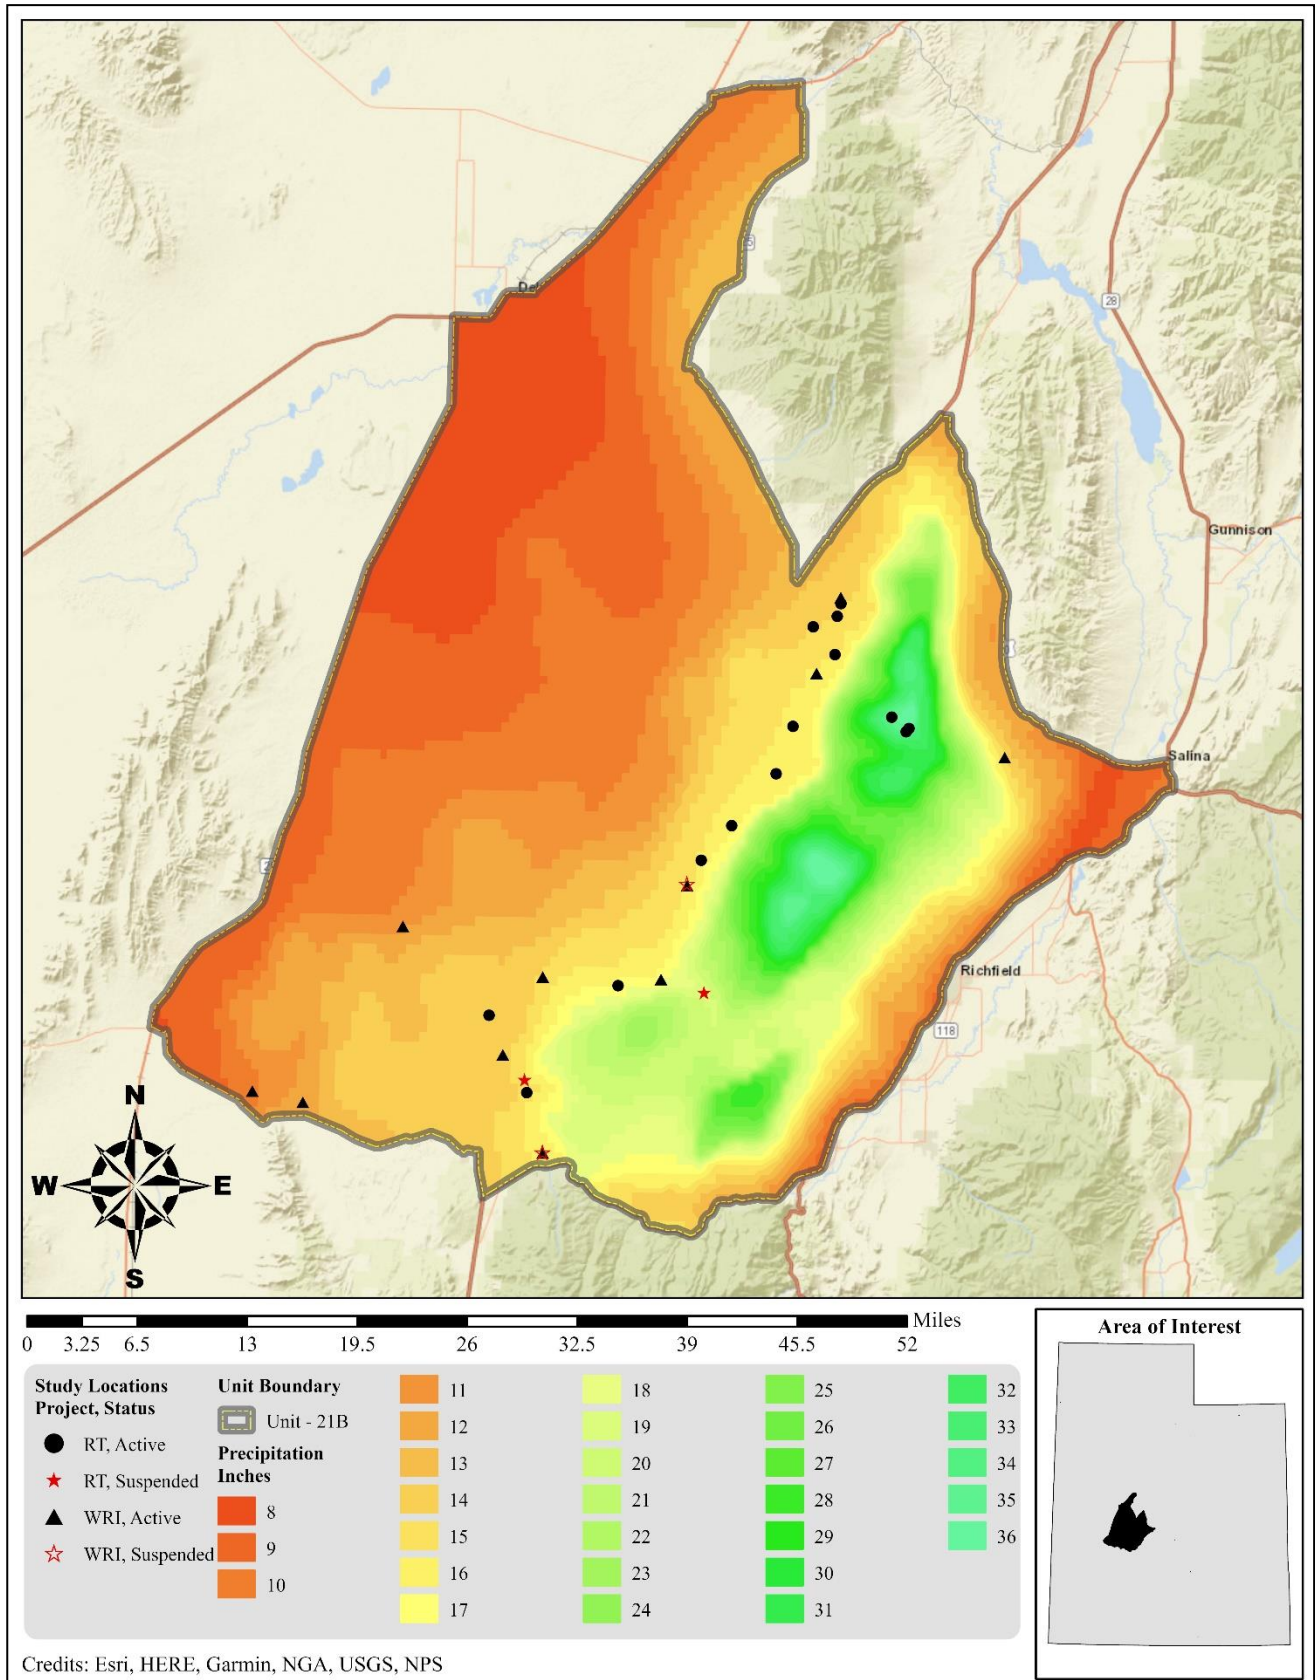 De
28
Gunnison
Salina
Richfield
118
N
W
E
S
Miles
0 3.25 6.5 13 19.5 26 32.5 39 45.5 52
Area of Interest
Study Locations
Project, Status
RT, Active
RT, Suspended
WRI, Active
WRI, Suspended
Unit Boundary
Unit - 21B
Precipitation
Inches
8
9
10
11
12
13
14
15
16
17
18
19
20
21
22
23
24
25
26
27
28
29
30
31
32
33
34
35
36
Credits: Esri, HERE, Garmin, NGA, USGS, NPS